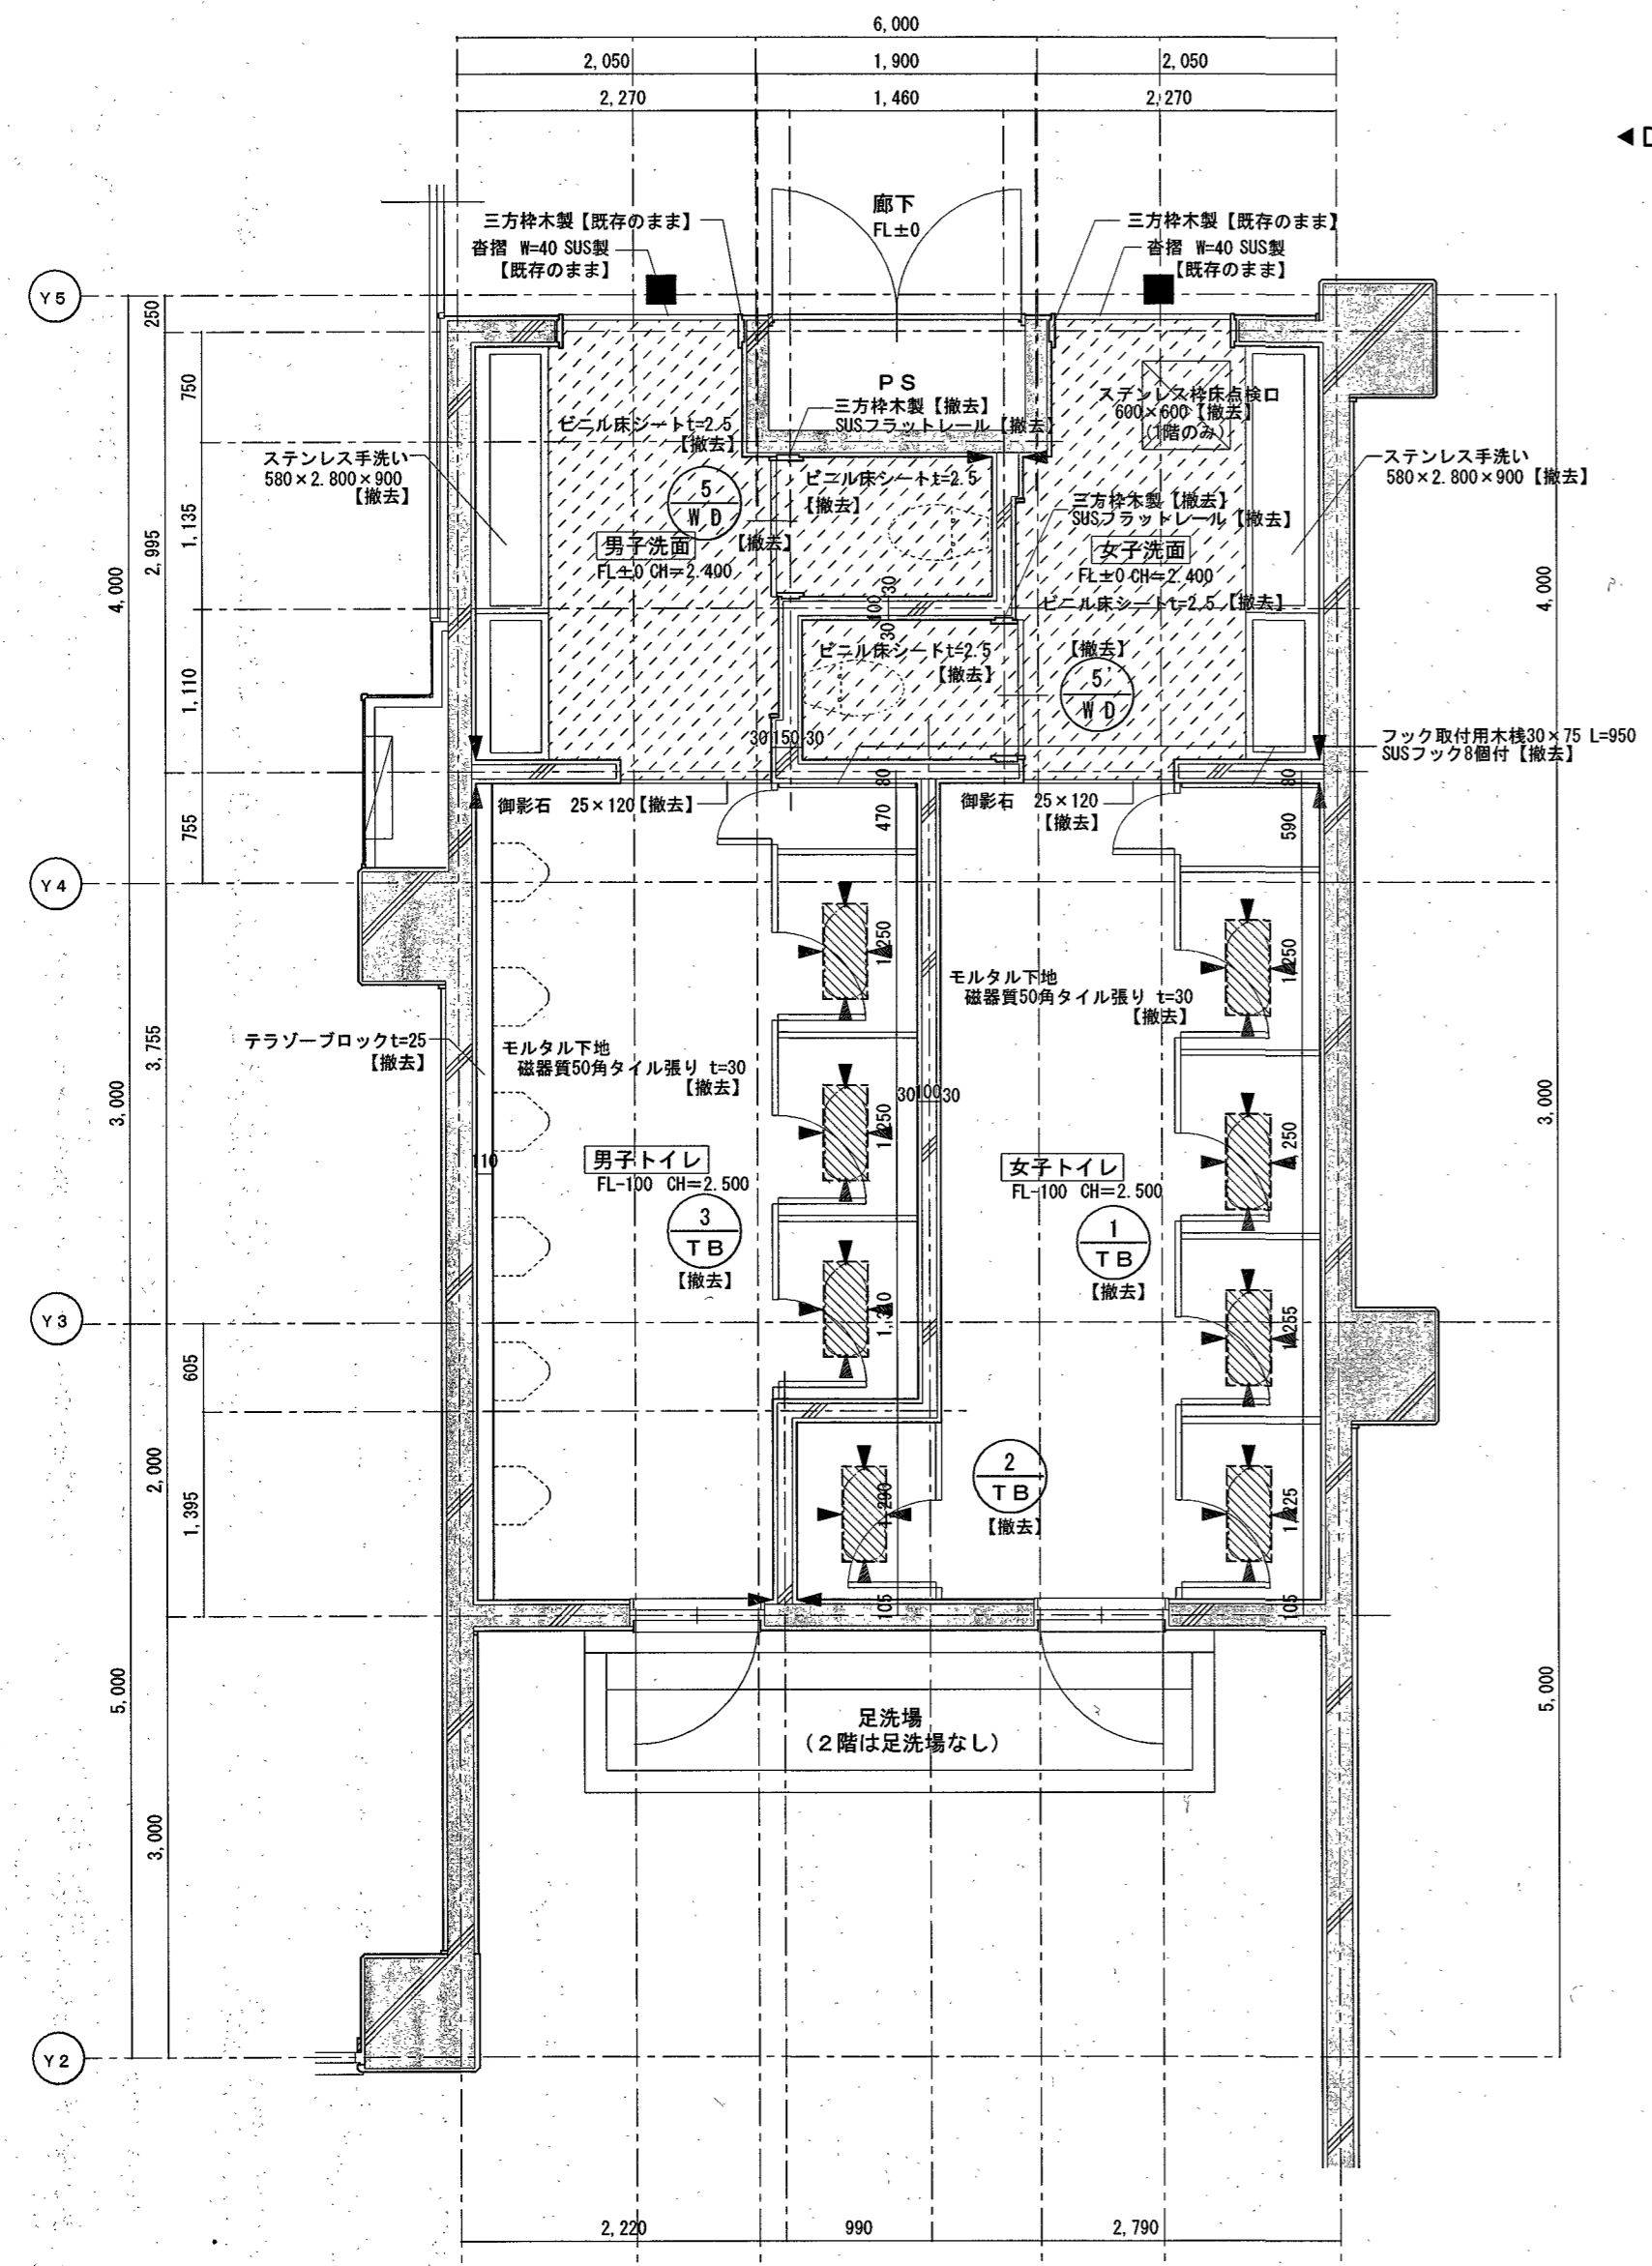 6,000
2,050
1,900
2,050
2,270
1,460
2,270
廊下
FL±0
三方枠木製【既存のまま】
沓摺 W=40 SUS製
【既存のまま】
三方枠木製【既存のまま】
沓摺 W=40 SUS製
【既存のまま】
Y5
250
750
1,135
2,995
4,000
1,110
755
PS
三方枠木製【撤去】
SUSフラットレール【撤去】
ステンレス枠床点検口
600×600【撤去】
(1階のみ)
ビニル床シートt=2.5
【撤去】
ステンレス手洗い
580×2.800×900
【撤去】
ステンレス手洗い
580×2.800×900【撤去】
5
WD
【撤去】
ビニル床シートt=2.5
【撤去】
三方枠木製【撤去】
SUSフラットレール【撤去】
男子洗面
FL±0 CH=2.400
女子洗面
FL±0 CH=2.400
ビニル床シートt=2.5【撤去】
30
100
30
ビニル床シートt=2.5
【撤去】
【撤去】
5'
WD
30 150 30
4,000
フック取付用木桟30×75 L=950
SUSフック8個付【撤去】
御影石 25×120【撤去】
御影石 25×120
【撤去】
80
470
80
590
Y4
1,250
1,250
モルタル下地
磁器質50角タイル張り t=30
【撤去】
テラゾーブロックt=25
【撤去】
モルタル下地
磁器質50角タイル張り t=30
【撤去】
3,755
3,000
3,000
1,250
30 100 30
1,250
110
男子トイレ
FL-100 CH=2.500
3
TB
【撤去】
女子トイレ
FL-100 CH=2.500
1
TB
【撤去】
Y3
1,310
1,255
605
1,395
2,000
2
TB
【撤去】
1,290
1,225
105
105
足洗場
(2階は足洗場なし)
5,000
3,000
5,000
Y2
2,220
990
2,790